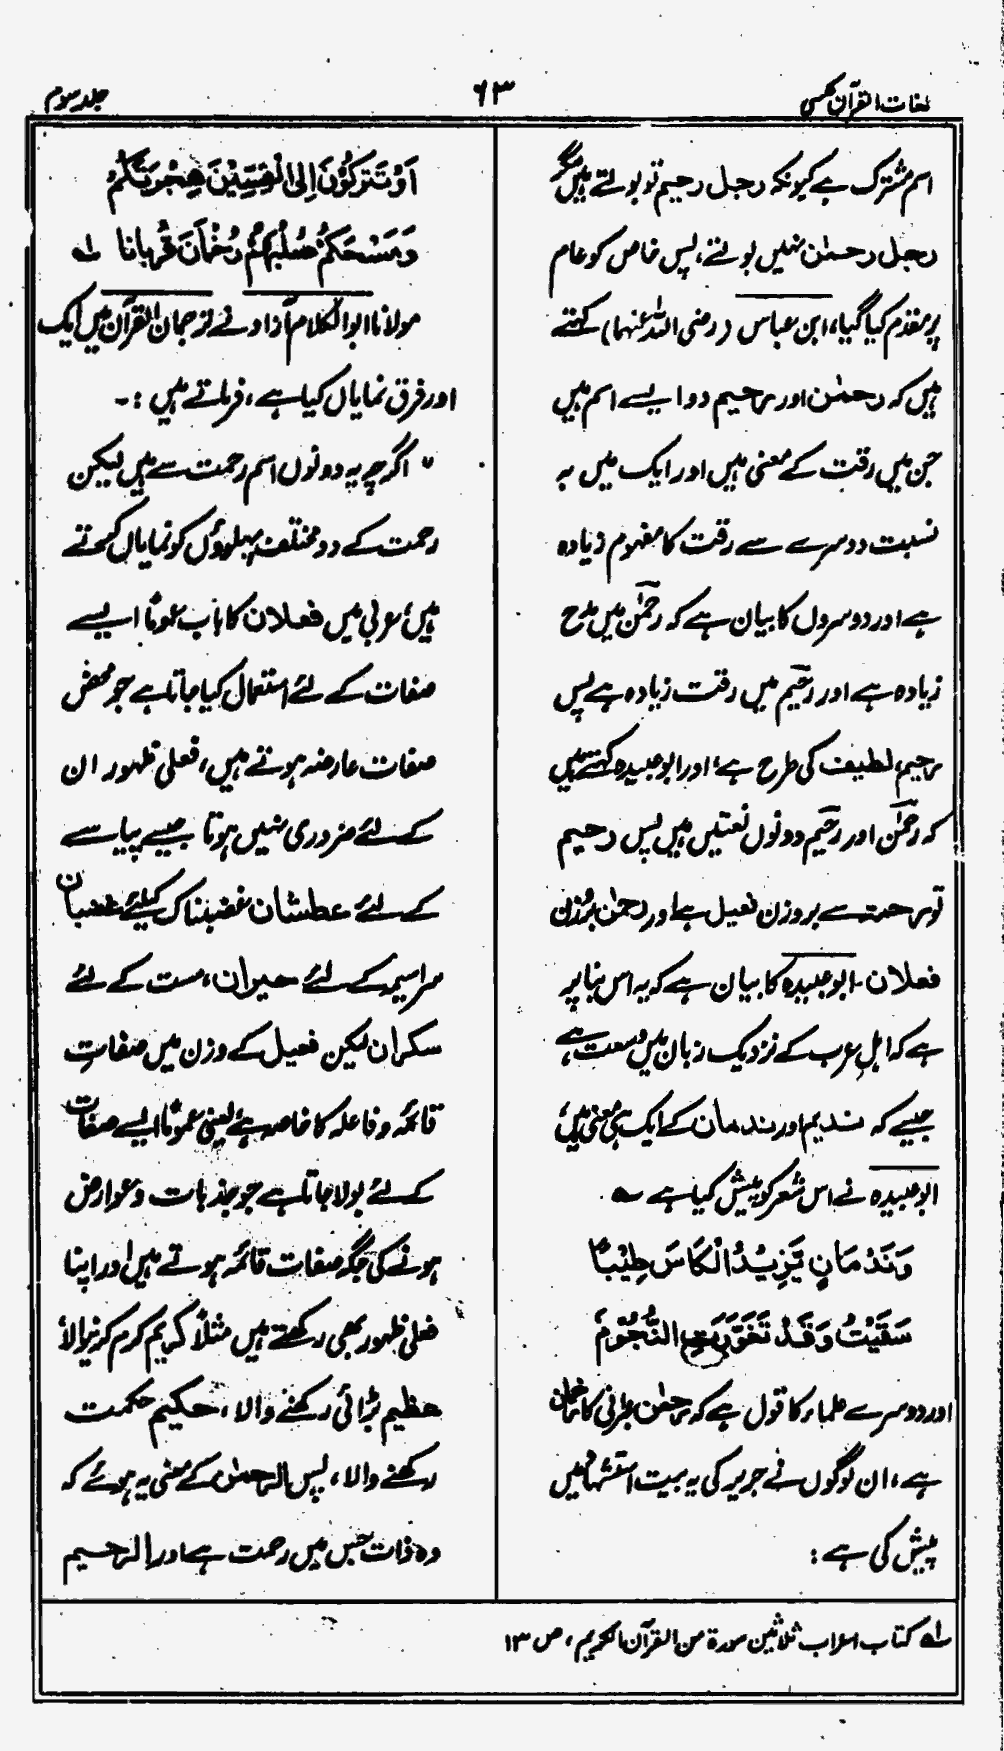 لغات القرآن مکمسی
۶۳
جلد سوم
اسم مشترک ہے کیونکہ رجل رحیم تو بولتے ہیں مگر
رجل رحمٰن نہیں بولتے، پس خاص کو عام
پر مقدم کیا گیا، ابن عباس (رضی اللہ عنہما) کہتے
ہیں کہ رحمٰن اور رحیم دو ایسے اسم ہیں
جن میں رقت کے معنی ہیں اور ایک میں بہ
نسبت دوسرے سے رقت کا مفہوم زیادہ
ہے اور دوسروں کا بیان ہے کہ رحمٰن میں مدح
زیادہ ہے اور رحیم میں رقت زیادہ ہے پس
رحیم، لطیف کی طرح ہے، اور ابو عبیدہ کہتے ہیں
کہ رحمٰن اور رحیم دونوں نعتیں ہیں پس رحیم
تو رحمت سے بروزن فعیل ہے اور رحمٰن بروزن
فعلان۔ ابو عبیدہ کا بیان ہے کہ یہ اس بنا پر
ہے کہ اہلِ عرب کے نزدیک زبان میں وسعت ہے،
جیسے کہ ندیم اور ندمان کے ایک ہی معنی ہیں،
ابو عبیدہ نے اس شعر کو پیش کیا ہے ؎
وَنَدْمَانٍ يَّزِيْدُ الْكَاسَ طِيْبًا
سَقَيْتُ وَقَدْ تَغَوَّرَتِ النُّجُوْمُ
اور دوسرے علماء کا قول ہے کہ رحمٰن عبرانی کا رخمان
ہے، ان لوگوں نے جریر کی یہ بیت استشہاد میں
پیش کی ہے :
اَوْ تَتْرُكُوْنَ اِلَى الْقِسِّيْنَ هِجْرَتَكُمْ
وَمَسْحَكُمْ صُلْبَهُمْ رُخْمَانَ قُرْبَانَا ؎۱
مولانا ابوالکلام آزاد نے ترجمان القرآن میں ایک
اور فرق نمایاں کیا ہے، فرماتے ہیں :۔
" اگرچہ یہ دونوں اسم رحمت سے ہیں لیکن
رحمت کے دو مختلف پہلوؤں کو نمایاں کرتے
ہیں، عربی میں فعلان کا باب عموماً ایسے
صفات کے لئے استعمال کیا جاتا ہے جو محض
صفات عارضہ ہوتے ہیں، فعلی ظہور ان
کے لئے ضروری نہیں ہوتا جیسے پیاسے
کے لئے عطشان غضبناک کیلئے غضبان
سراسیمہ کے لئے حیران، مست کے لئے
سکران لیکن فعیل کے وزن میں صفاتِ
قائمہ و فاعلہ کا خاصہ ہے یعنی عموماً ایسے صفات
کے لئے بولا جاتا ہے جو جذبات و عوارض
ہونے کی جگہ صفات قائمہ ہوتے ہیں اور اپنا
فعلی ظہور بھی رکھتے ہیں مثلاً کریم کرم کرنیوالا
عظیم بڑائی رکھنے والا، حکیم حکمت
رکھنے والا، پس الرحمٰن کے معنی یہ ہوئے کہ
وہ ذات جس میں رحمت ہے اور الرحیم
؎۱ کتاب اعراب ثلاثین سورۃ من القرآن الکریم، ص ۱۳